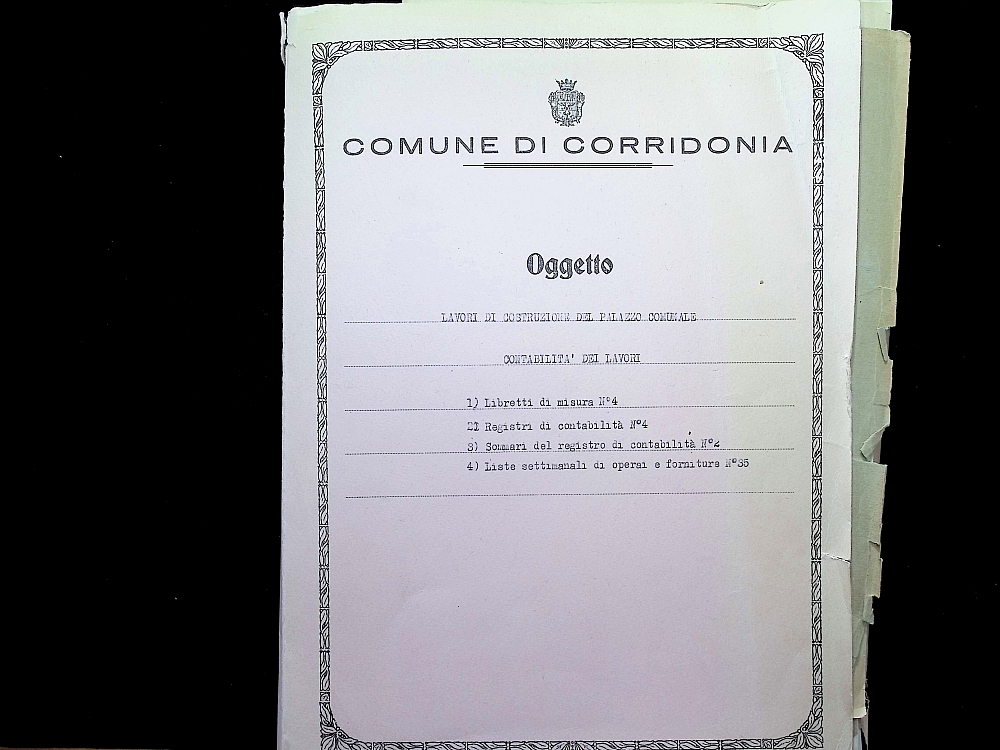 COMUNE DI CORRIDONIA
Oggetto
LAVORI DI COSTRUZIONE DEL PALAZZO COMUNALE
CONTABILITA' DEI LAVORI
1) Libretti di misura N°4
2) Registri di contabilità N°4
3) Sommari del registro di contabilità N°2
4) Liste settimanali di operai e forniture N°35